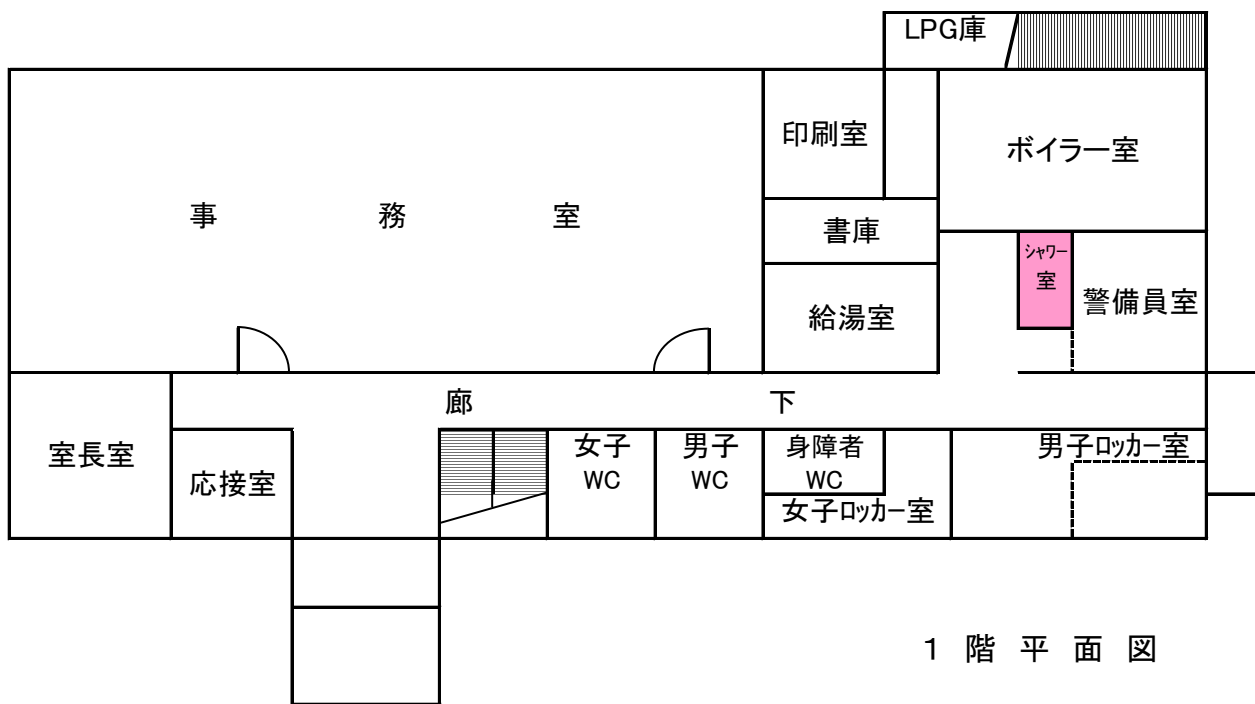 LPG庫
印刷室
ボイラー室
事務室
書庫
シャワー
室
警備員室
給湯室
廊下
室長室
応接室
女子
WC
男子
WC
身障者
WC
男子ロッカー室
女子ロッカー室
1階平面図